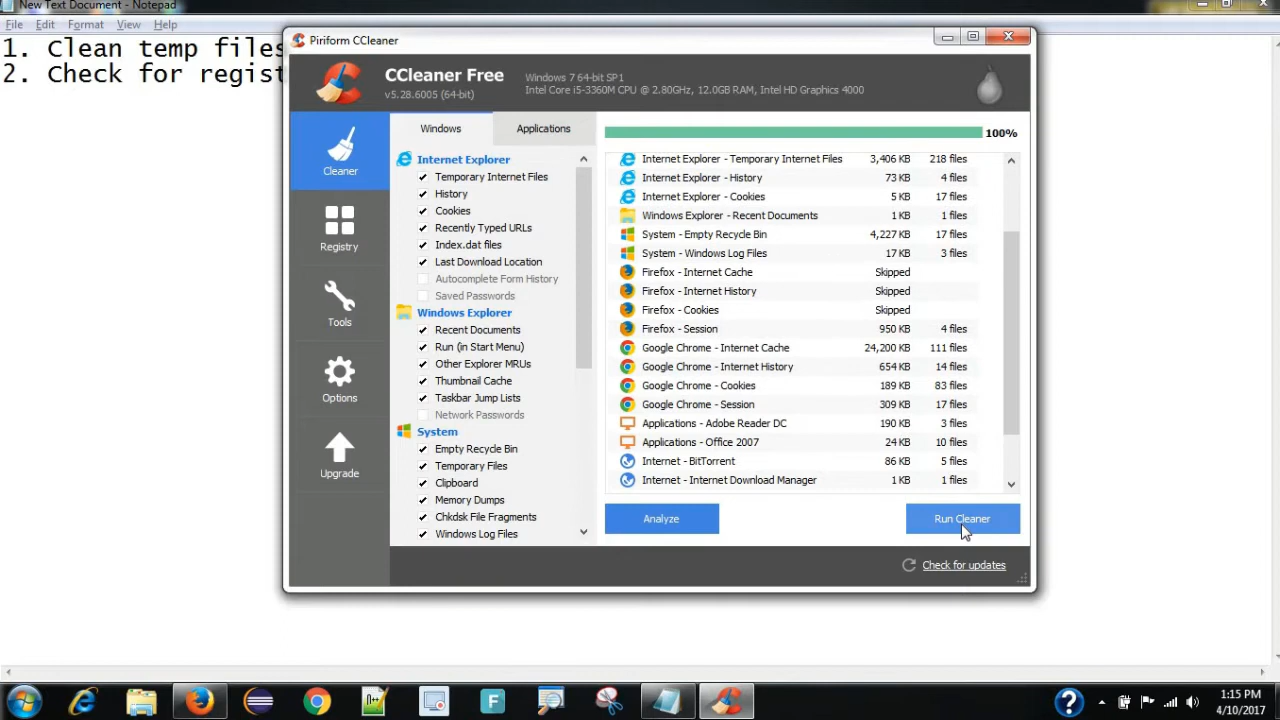 New Text Document - Notepad
File Edit Format View Help
1. Clean temp files
2. Check for regist
Piriform CCleaner
CCleaner Free
v5.28.6005 (64-bit)
Windows 7 64-bit SP1
Intel Core i5-3360M CPU @ 2.80GHz, 12.0GB RAM, Intel HD Graphics 4000
Cleaner
Registry
Tools
Options
Upgrade
Windows Applications
Internet Explorer
Temporary Internet Files
History
Cookies
Recently Typed URLs
Index.dat files
Last Download Location
Autocomplete Form History
Saved Passwords
Windows Explorer
Recent Documents
Run (in Start Menu)
Other Explorer MRUs
Thumbnail Cache
Taskbar Jump Lists
Network Passwords
System
Empty Recycle Bin
Temporary Files
Clipboard
Memory Dumps
Chkdsk File Fragments
Windows Log Files
100%
Internet Explorer - Temporary Internet Files 3,406 KB 218 files
Internet Explorer - History 73 KB 4 files
Internet Explorer - Cookies 5 KB 17 files
Windows Explorer - Recent Documents 1 KB 1 files
System - Empty Recycle Bin 4,227 KB 17 files
System - Windows Log Files 17 KB 3 files
Firefox - Internet Cache Skipped
Firefox - Internet History Skipped
Firefox - Cookies Skipped
Firefox - Session 950 KB 4 files
Google Chrome - Internet Cache 24,200 KB 111 files
Google Chrome - Internet History 654 KB 14 files
Google Chrome - Cookies 189 KB 83 files
Google Chrome - Session 309 KB 17 files
Applications - Adobe Reader DC 190 KB 3 files
Applications - Office 2007 24 KB 10 files
Internet - BitTorrent 86 KB 5 files
Internet - Internet Download Manager 1 KB 1 files
Analyze
Run Cleaner
Check for updates
1:15 PM
4/10/2017